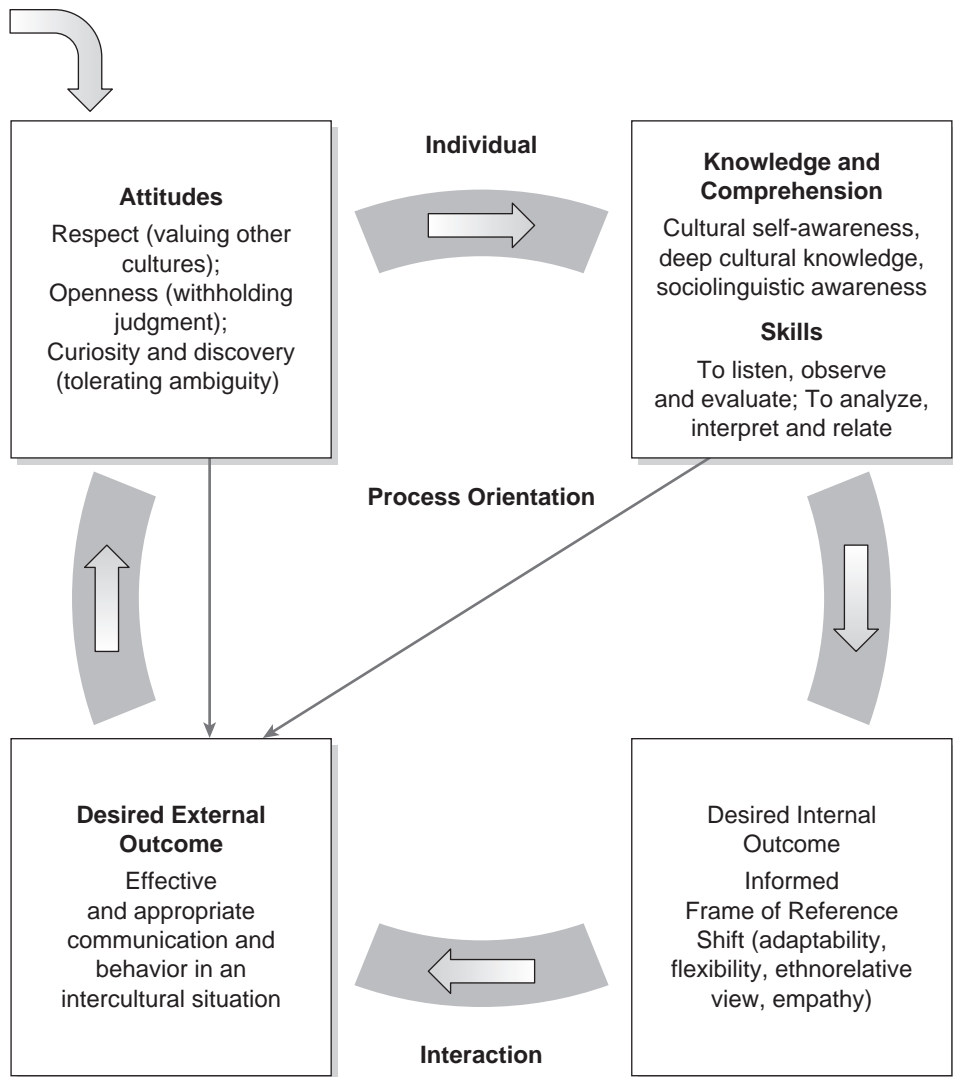 Individual
Attitudes
Respect (valuing other
cultures);
Openness (withholding
judgment);
Curiosity and discovery
(tolerating ambiguity)
Knowledge and
Comprehension
Cultural self-awareness,
deep cultural knowledge,
sociolinguistic awareness
Skills
To listen, observe
and evaluate; To analyze,
interpret and relate
Process Orientation
Desired External
Outcome
Effective
and appropriate
communication and
behavior in an
intercultural situation
Desired Internal
Outcome
Informed
Frame of Reference
Shift (adaptability,
flexibility, ethnorelative
view, empathy)
Interaction